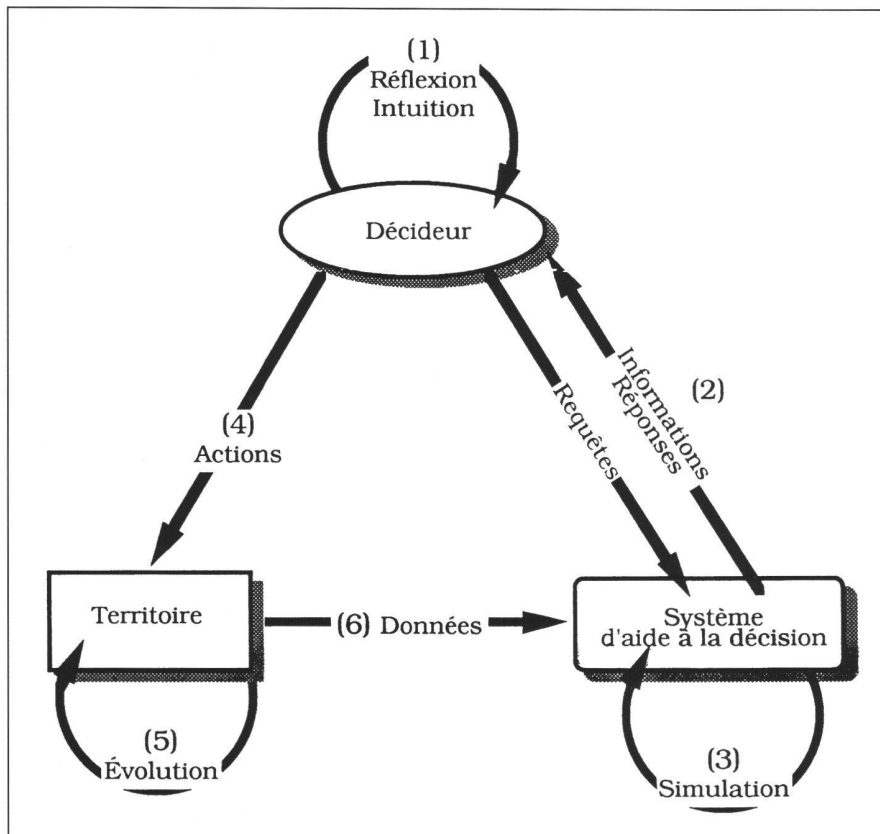 (1)
Réflexion
Intuition
Décideur
(4)
Actions
Requêtes
Informations
Réponses
(2)
Territoire
(6) Données
Système
d'aide à la décision
(5)
Évolution
(3)
Simulation